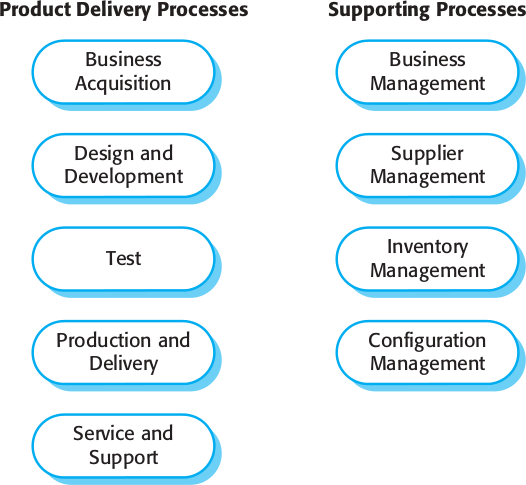 Product Delivery Processes
Business
Acquisition
Design and
Development
Test
Production and
Delivery
Service and
Support
Supporting Processes
Business
Management
Supplier
Management
Inventory
Management
Configuration
Management